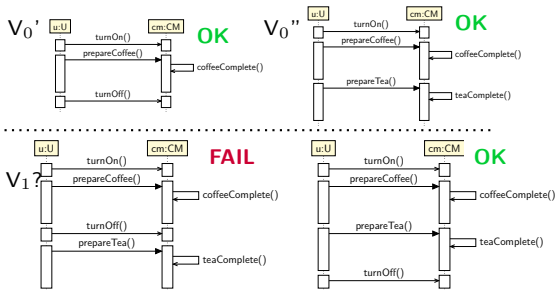 V0'
u:U
cm:CM
turnOn()
OK
prepareCoffee()
coffeeComplete()
turnOff()
V0''
u:U
cm:CM
turnOn()
OK
prepareCoffee()
coffeeComplete()
prepareTea()
teaComplete()
V1?
u:U
cm:CM
FAIL
turnOn()
prepareCoffee()
coffeeComplete()
turnOff()
prepareTea()
teaComplete()
u:U
cm:CM
OK
turnOn()
prepareCoffee()
coffeeComplete()
prepareTea()
teaComplete()
turnOff()